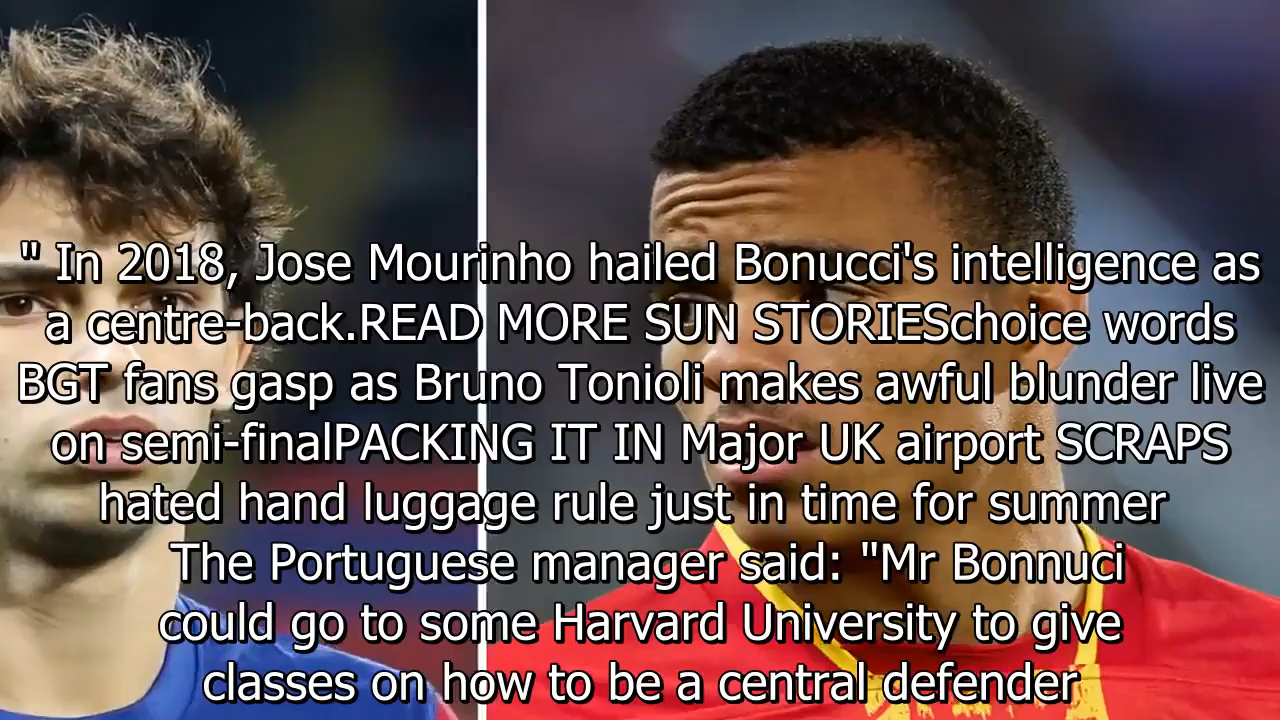 " In 2018, Jose Mourinho hailed Bonucci's intelligence as
a centre-back.READ MORE SUN STORIESchoice words
BGT fans gasp as Bruno Tonioli makes awful blunder live
on semi-finalPACKING IT IN Major UK airport SCRAPS
hated hand luggage rule just in time for summer
The Portuguese manager said: "Mr Bonnuci
could go to some Harvard University to give
classes on how to be a central defender